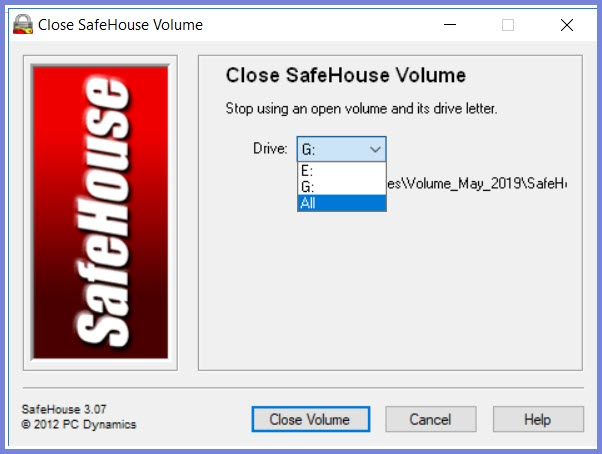 Close SafeHouse Volume
SafeHouse
Close SafeHouse Volume
Stop using an open volume and its drive letter.
Drive: G:
E:
G:
es\Volume_May_2019\SafeH
All
SafeHouse 3.07
© 2012 PC Dynamics
Close Volume Cancel Help